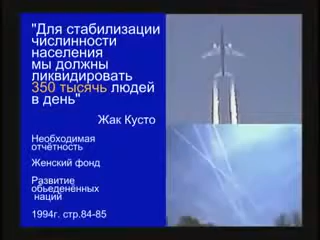 "Для стабилизации
числинности
населения
мы должны
ликвидировать
350 тысячь людей
в день"
Жак Кусто
Необходимая
отчётность
Женский фонд
Развитие
обьеденённых
наций
1994г. стр.84-85